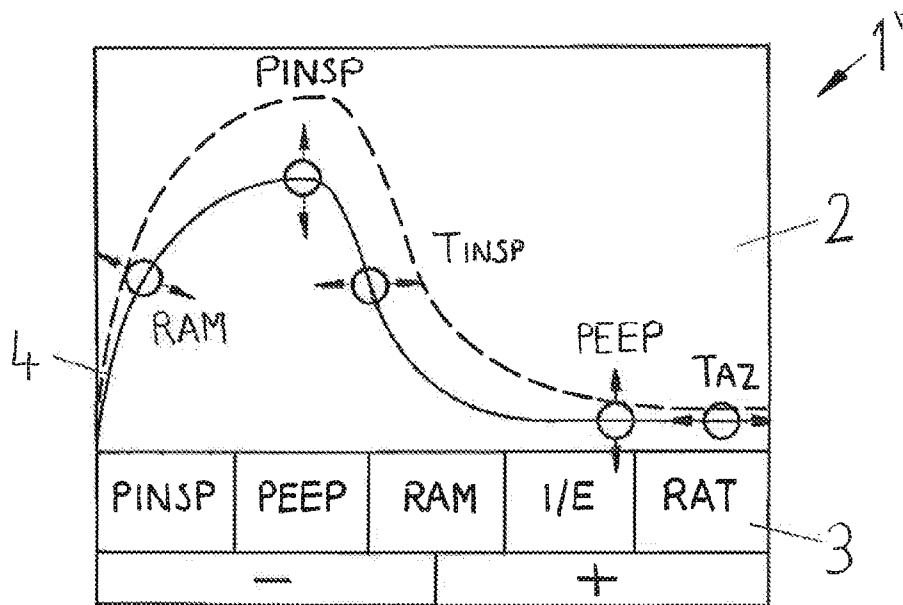 1'
PINSP
2
TINSP
RAM
PEEP
4
TAZ
PINSP PEEP RAM I/E RAT
3
− +